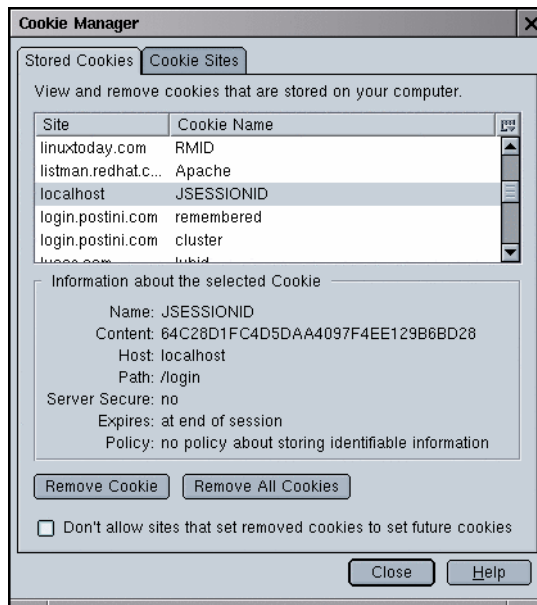 Cookie Manager
Stored Cookies Cookie Sites
View and remove cookies that are stored on your computer.
Site Cookie Name
linuxtoday.com RMID
listman.redhat.c... Apache
localhost JSESSIONID
login.postini.com remembered
login.postini.com cluster
Information about the selected Cookie
Name: JSESSIONID
Content: 64C28D1FC4D5DAA4097F4EE129B6BD28
Host: localhost
Path: /login
Server Secure: no
Expires: at end of session
Policy: no policy about storing identifiable information
Remove Cookie Remove All Cookies
Don't allow sites that set removed cookies to set future cookies
Close Help